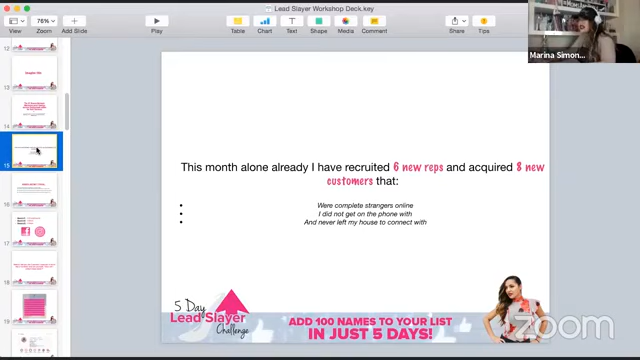 Lead Slayer Workshop Deck.key
76%
View
Zoom
Add Slide
Play
Table
Chart
Text
Shape
Media
Comment
Share
Tips
Marina Simon...
12
13
14
15
16
17
18
19
This month alone already I have recruited 6 new reps and acquired 8 new
customers that:
• Were complete strangers online
• I did not get on the phone with
• And never left my house to connect with
5 Day
Lead Slayer
Challenge
ADD 100 NAMES TO YOUR LIST
IN JUST 5 DAYS!
zoom